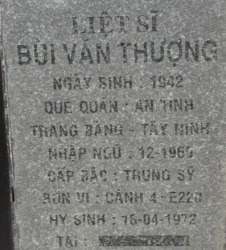 LIỆT SĨ
BÙI VĂN THƯỢNG
NGÀY SINH : 1942
QUÊ QUÁN : AN TỊNH
TRẢNG BÀNG - TÂY NINH
NHẬP NGŨ : 12-1965
CẤP BẬC : TRUNG SỸ
ĐƠN VỊ : CÁNH 4 - E220
HY SINH : 16-04-1972
TẠI :